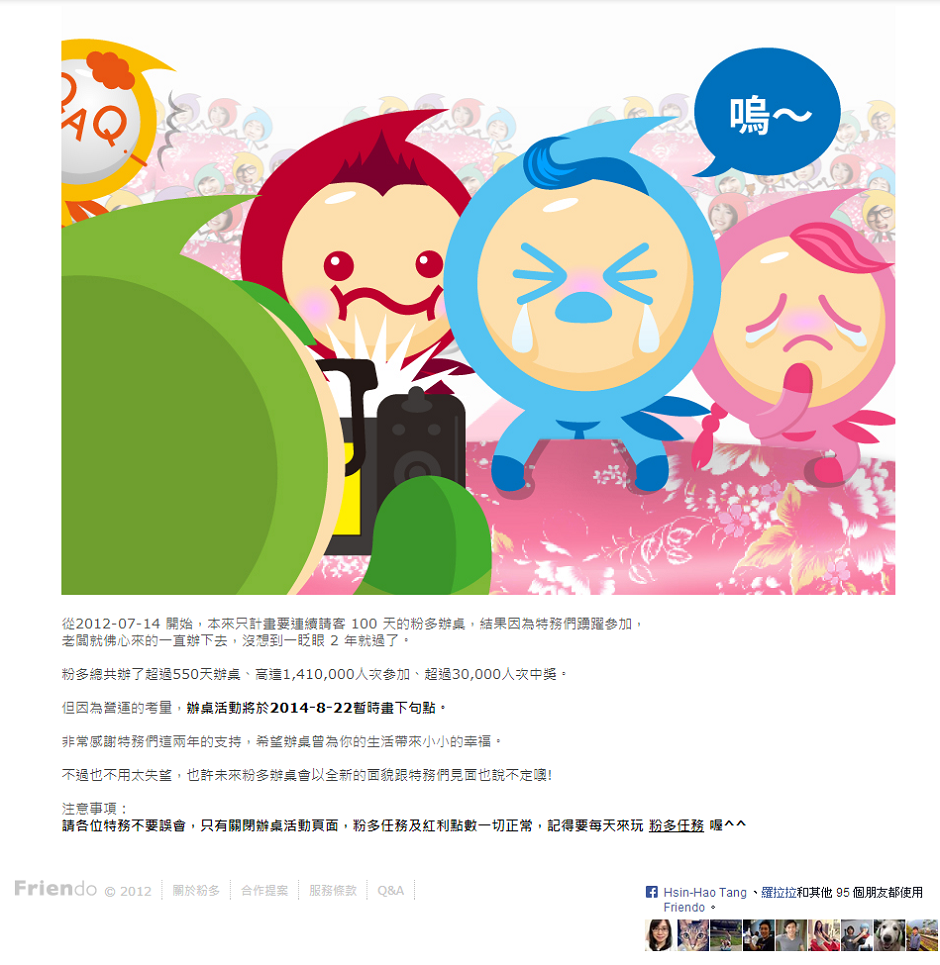 QAQ
嗚～
從2012-07-14 開始，本來只計畫要連續請客 100 天的粉多辦桌，結果因為特務們踴躍參加，
老闆就佛心來的一直辦下去，沒想到一眨眼 2 年就過了。
粉多總共辦了超過550天辦桌、高達1,410,000人次參加、超過30,000人次中獎。
但因為營運的考量，辦桌活動將於2014-8-22暫時畫下句點。
非常感謝特務們這兩年的支持，希望辦桌曾為你的生活帶來小小的幸福。
不過也不用太失望，也許未來粉多辦桌會以全新的面貌跟特務們見面也說不定噢!
注意事項：
請各位特務不要誤會，只有關閉辦桌活動頁面，粉多任務及紅利點數一切正常，記得要每天來玩 粉多任務 喔^^
Friendo © 2012 關於粉多 合作提案 服務條款 Q&A
Hsin-Hao Tang 、羅拉拉和其他 95 個朋友都使用
Friendo 。